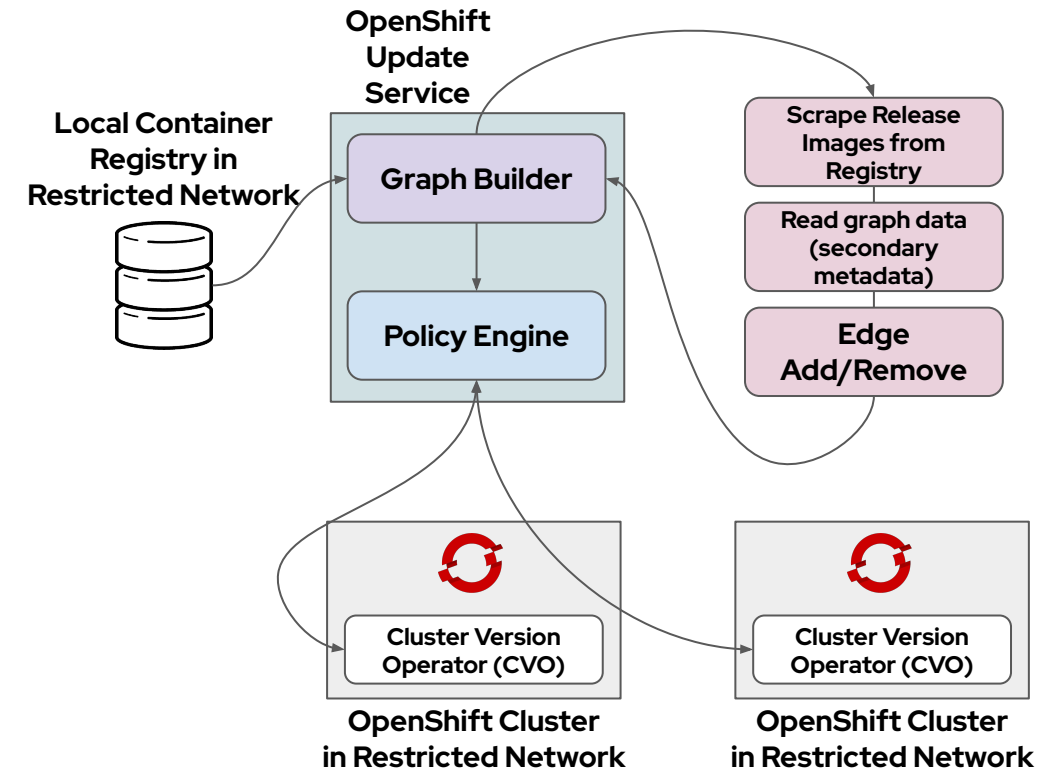 OpenShift
Update
Service
Local Container
Registry in
Restricted Network
Graph Builder
Policy Engine
Scrape Release
Images from
Registry
Read graph data
(secondary
metadata)
Edge
Add/Remove
Cluster Version
Operator (CVO)
OpenShift Cluster
in Restricted Network
Cluster Version
Operator (CVO)
OpenShift Cluster
in Restricted Network